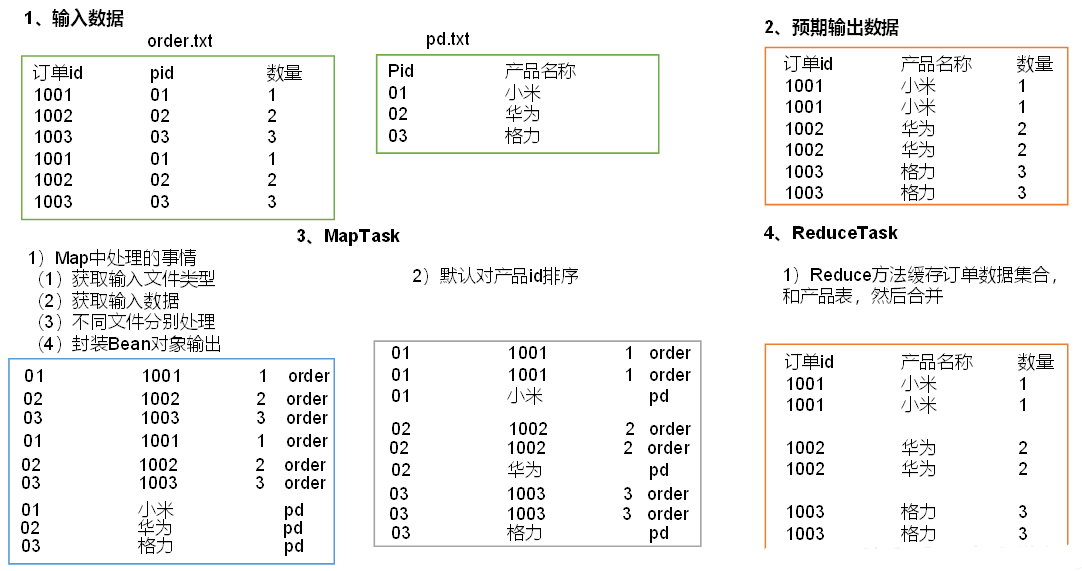 1、输入数据
order.txt
订单id pid 数量
1001 01 1
1002 02 2
1003 03 3
1001 01 1
1002 02 2
1003 03 3
pd.txt
Pid 产品名称
01 小米
02 华为
03 格力
2、预期输出数据
订单id 产品名称 数量
1001 小米 1
1001 小米 1
1002 华为 2
1002 华为 2
1003 格力 3
1003 格力 3
3、MapTask
1）Map中处理的事情
（1）获取输入文件类型
（2）获取输入数据
（3）不同文件分别处理
（4）封装Bean对象输出
01 1001 1 order
02 1002 2 order
03 1003 3 order
01 1001 1 order
02 1002 2 order
03 1003 3 order
01 小米 pd
02 华为 pd
03 格力 pd
2）默认对产品id排序
01 1001 1 order
01 1001 1 order
01 小米 pd
02 1002 2 order
02 1002 2 order
02 华为 pd
03 1003 3 order
03 1003 3 order
03 格力 pd
4、ReduceTask
1）Reduce方法缓存订单数据集合，
和产品表，然后合并
订单id 产品名称 数量
1001 小米 1
1001 小米 1
1002 华为 2
1002 华为 2
1003 格力 3
1003 格力 3